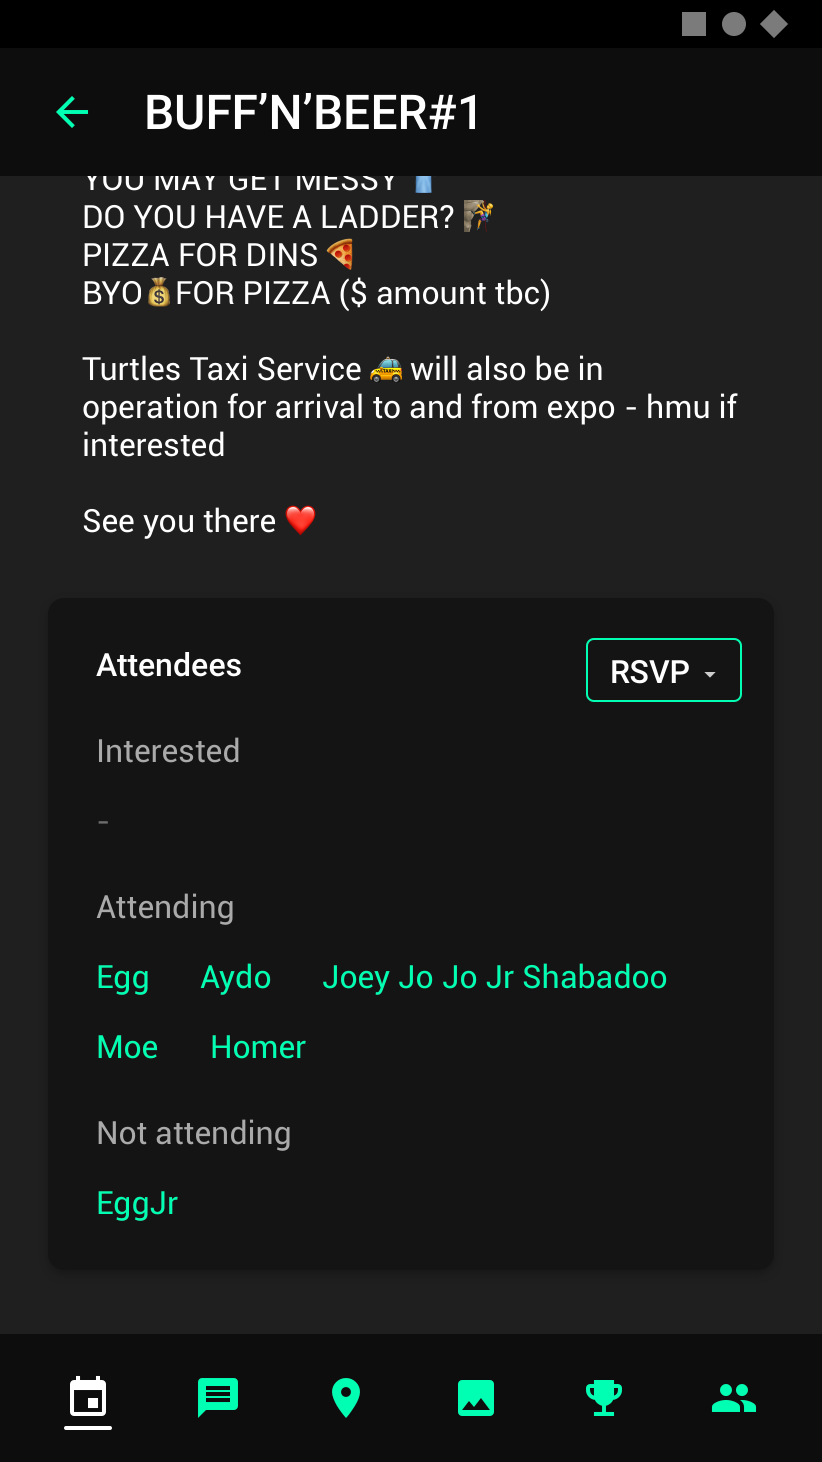 BUFF’N’BEER#1
YOU MAY GET MESSY 👖
DO YOU HAVE A LADDER? 🧗‍♀️
PIZZA FOR DINS 🍕
BYO💰FOR PIZZA ($ amount tbc)
Turtles Taxi Service 🚕 will also be in
operation for arrival to and from expo - hmu if
interested
See you there ❤️
Attendees
RSVP
Interested
-
Attending
Egg Aydo Joey Jo Jo Jr Shabadoo
Moe Homer
Not attending
EggJr